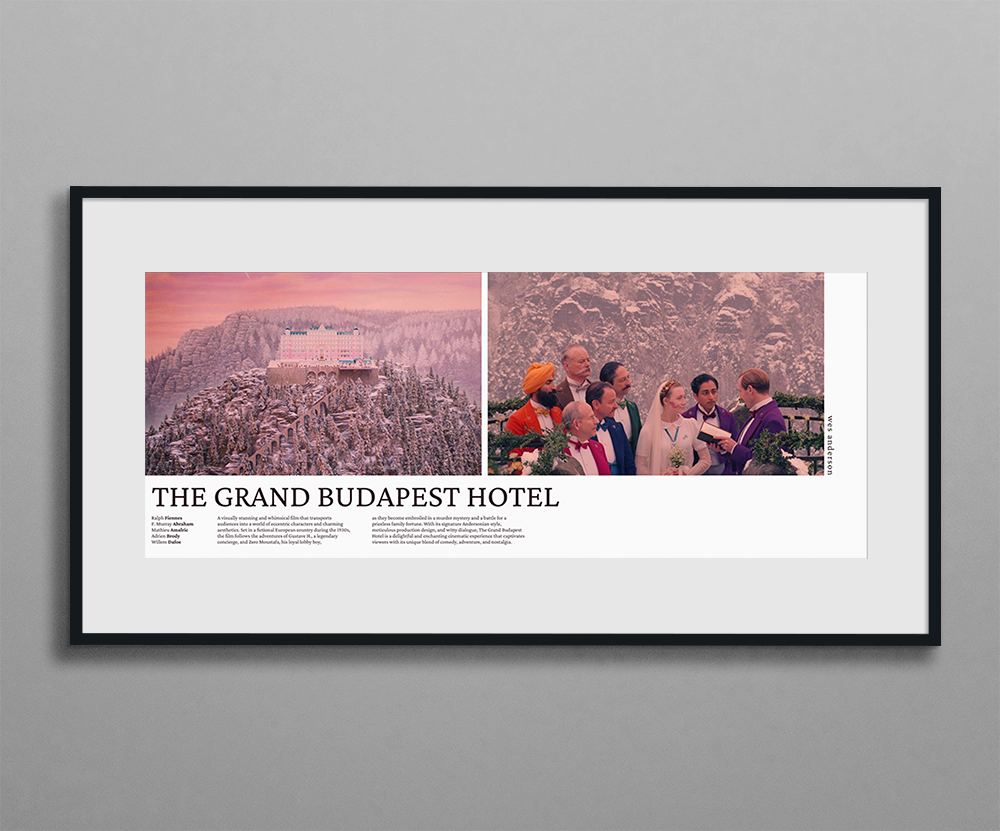 wes anderson
THE GRAND BUDAPEST HOTEL
Ralph Fiennes
F. Murray Abraham
Mathieu Amalric
Adrien Brody
Willem Dafoe
A visually stunning and whimsical film that transports
audiences into a world of eccentric characters and charming
aesthetics. Set in a fictional European country during the 1930s,
the film follows the adventures of Gustave H., a legendary
concierge, and Zero Moustafa, his loyal lobby boy,
as they become embroiled in a murder mystery and a battle for a
priceless family fortune. With its signature Andersonian style,
meticulous production design, and witty dialogue, The Grand Budapest
Hotel is a delightful and enchanting cinematic experience that captivates
viewers with its unique blend of comedy, adventure, and nostalgia.